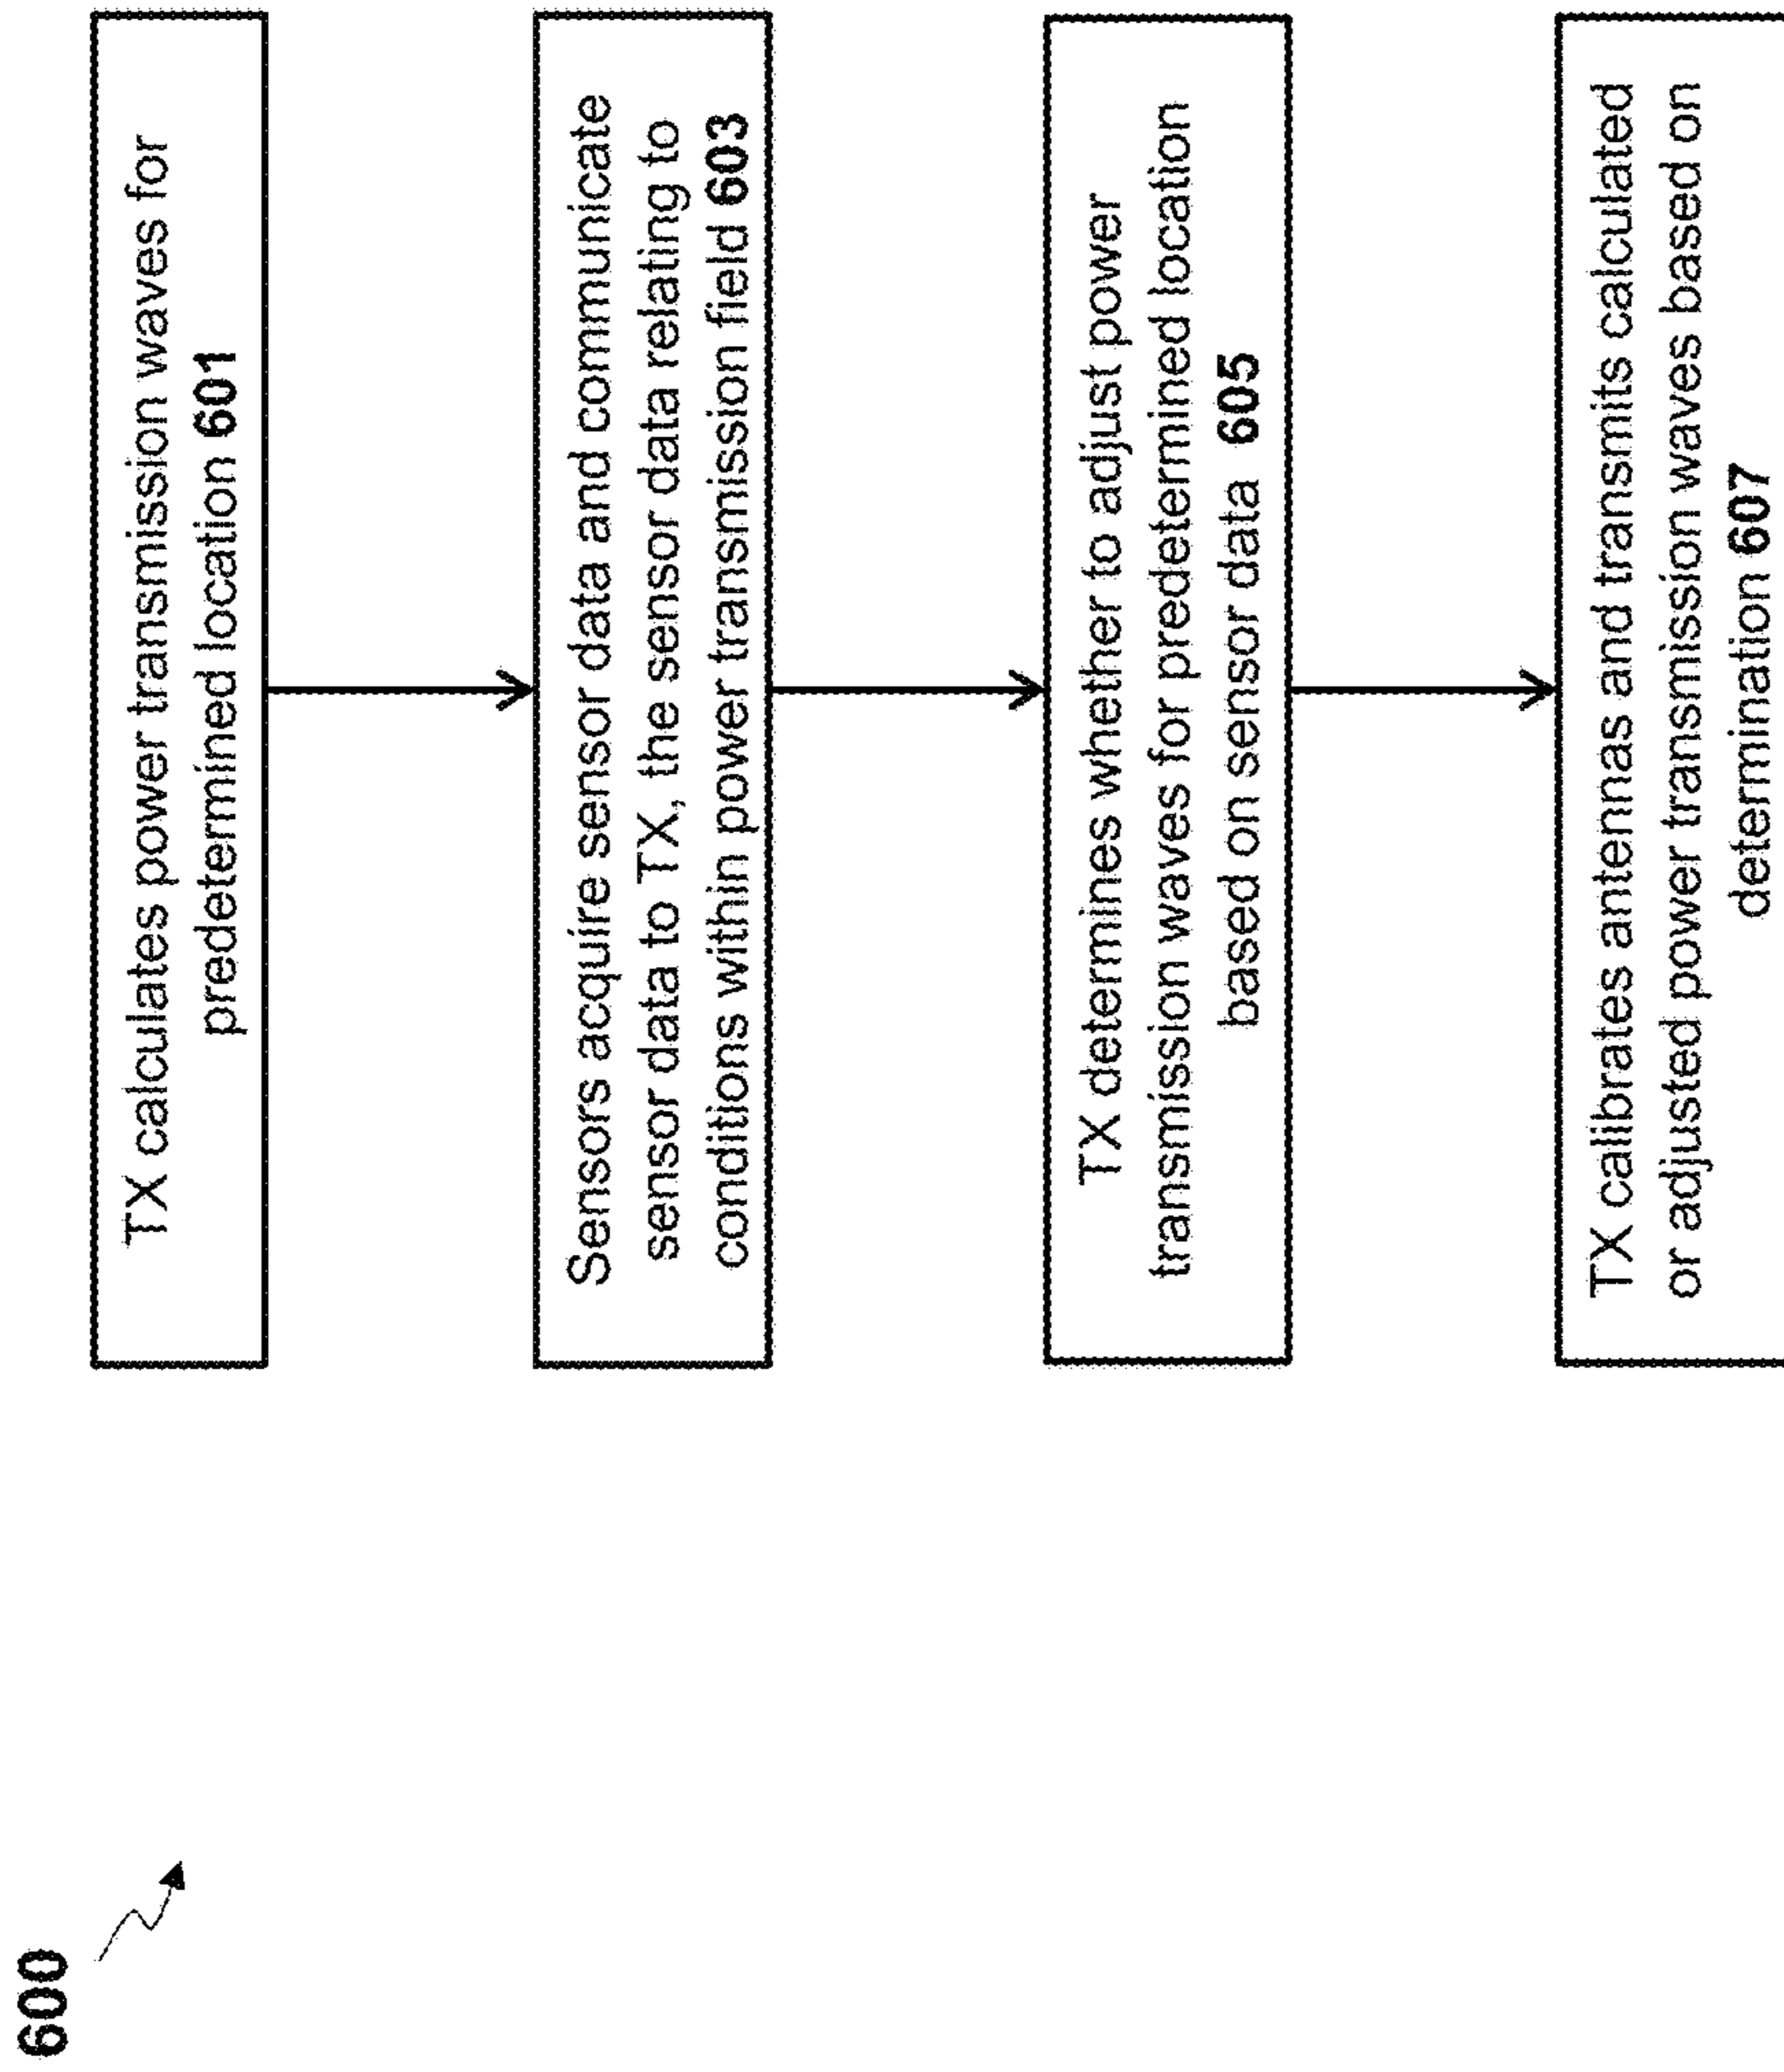 600
TX calculates power transmission waves for
predetermined location 601
Sensors acquire sensor data and communicate
sensor data to TX, the sensor data relating to
conditions within power transmission field 603
TX determines whether to adjust power
transmission waves for predetermined location
based on sensor data 605
TX calibrates antennas and transmits calculated
or adjusted power transmission waves based on
determination 607